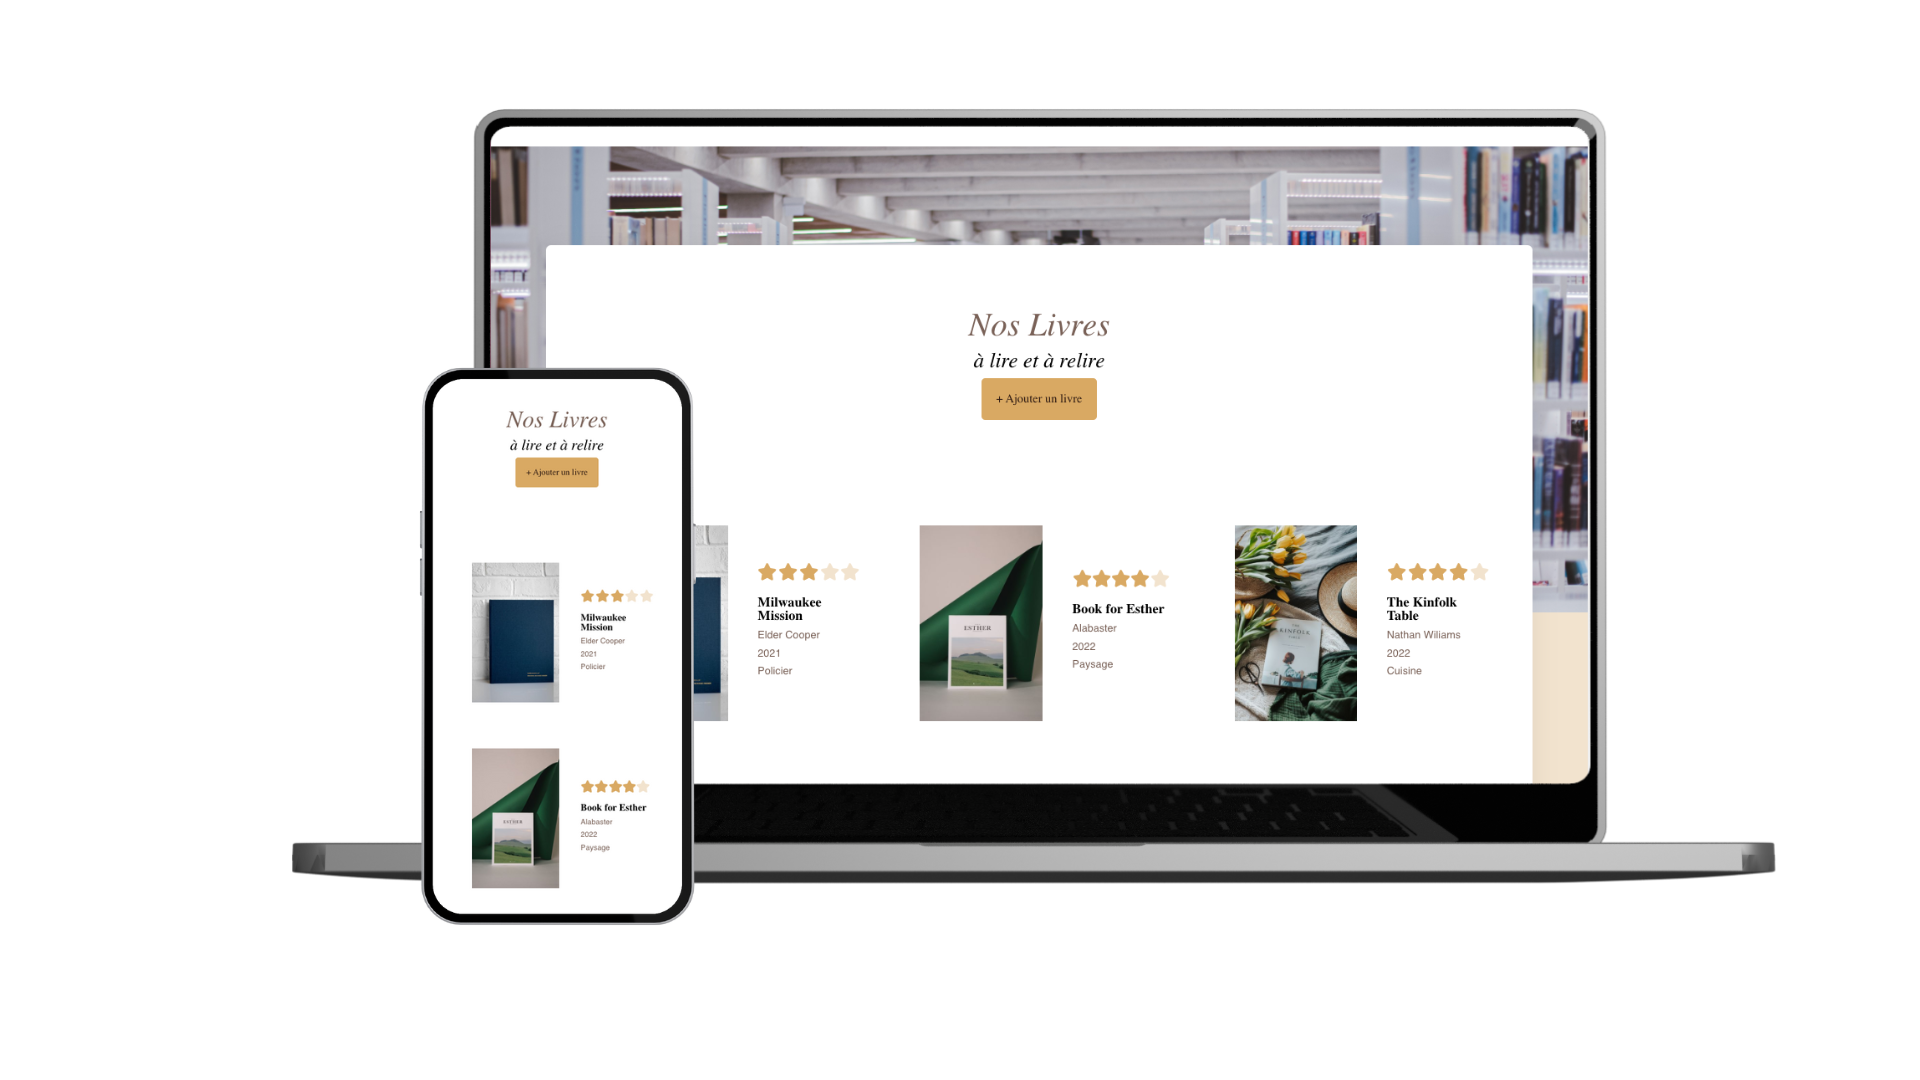 Nos Livres
à lire et à relire
+ Ajouter un livre
Milwaukee
Mission
Elder Cooper
2021
Policier
ESTHER
Book for Esther
Alabaster
2022
Paysage
THE
KINFOLK
TABLE
The Kinfolk
Table
Nathan Wiliams
2022
Cuisine
Nos Livres
à lire et à relire
+ Ajouter un livre
Milwaukee
Mission
Elder Cooper
2021
Policier
ESTHER
Book for Esther
Alabaster
2022
Paysage